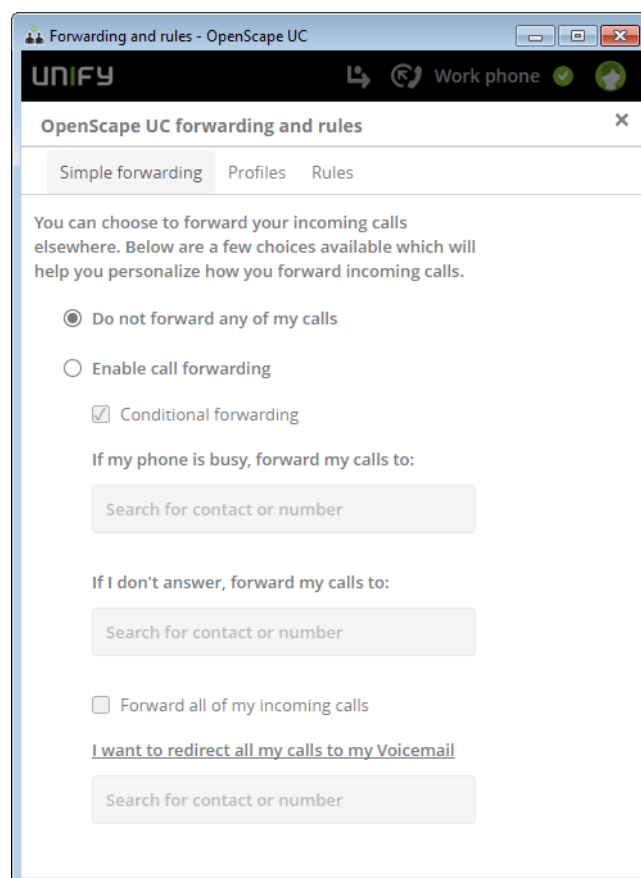 Forwarding and rules - OpenScape UC
UNIFY
Work phone
OpenScape UC forwarding and rules
Simple forwarding Profiles Rules
You can choose to forward your incoming calls
elsewhere. Below are a few choices available which will
help you personalize how you forward incoming calls.
Do not forward any of my calls
Enable call forwarding
Conditional forwarding
If my phone is busy, forward my calls to:
Search for contact or number
If I don't answer, forward my calls to:
Search for contact or number
Forward all of my incoming calls
I want to redirect all my calls to my Voicemail
Search for contact or number